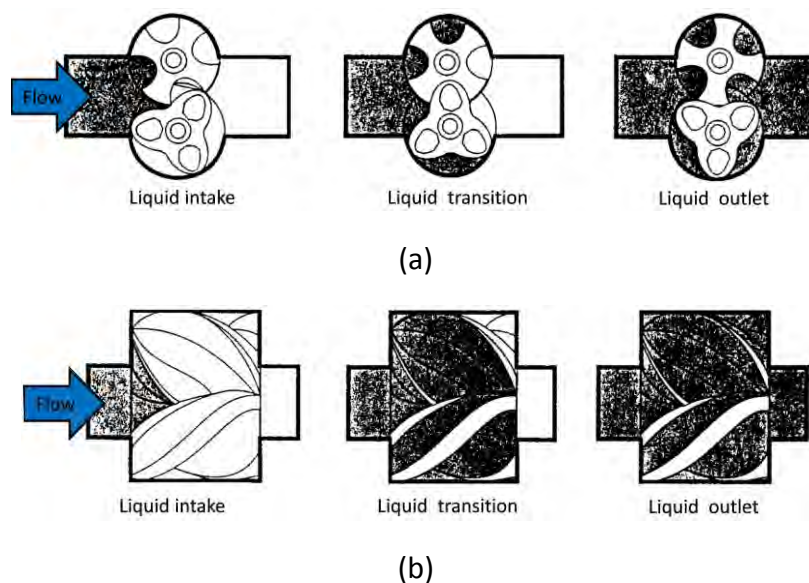 Flow
Liquid intake
Liquid transition
Liquid outlet
(a)
Flow
Liquid intake
Liquid transition
Liquid outlet
(b)